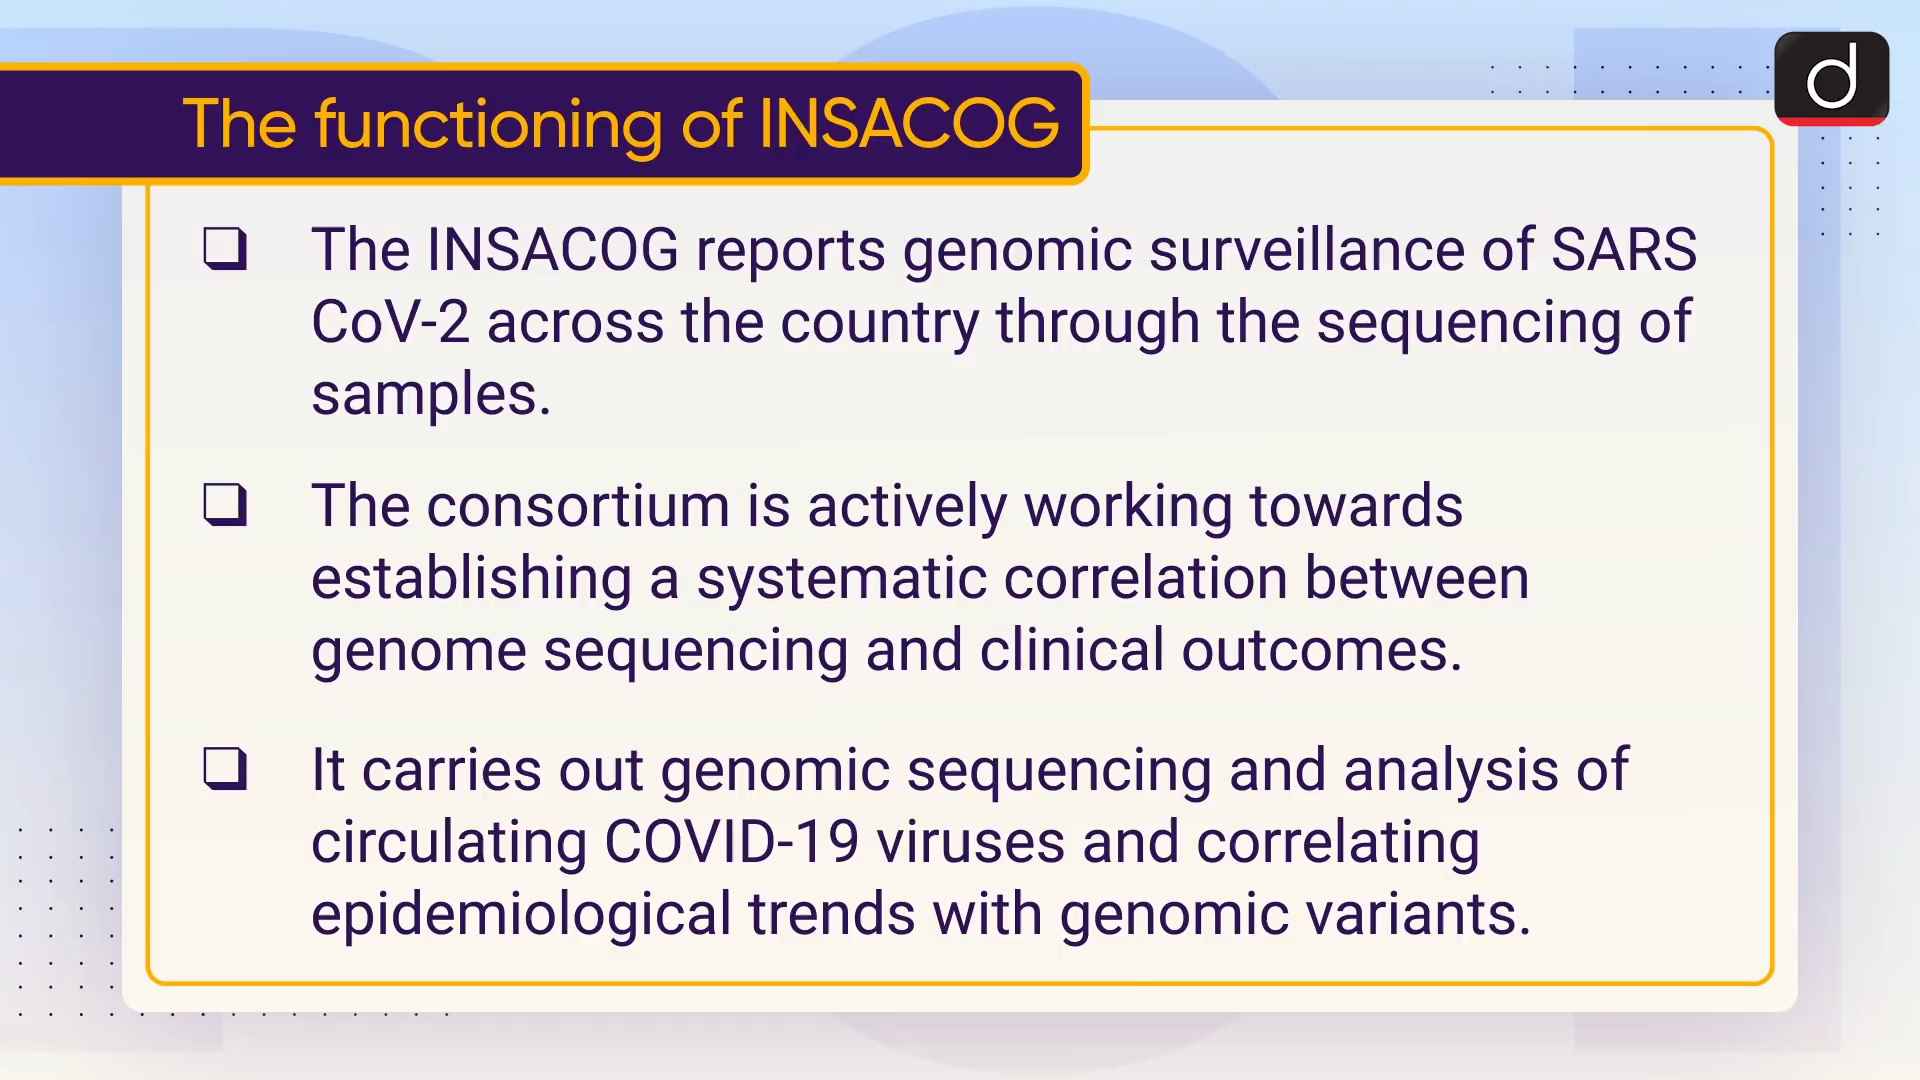 The functioning of INSACOG
d
❑ The INSACOG reports genomic surveillance of SARS
CoV-2 across the country through the sequencing of
samples.
❑ The consortium is actively working towards
establishing a systematic correlation between
genome sequencing and clinical outcomes.
❑ It carries out genomic sequencing and analysis of
circulating COVID-19 viruses and correlating
epidemiological trends with genomic variants.